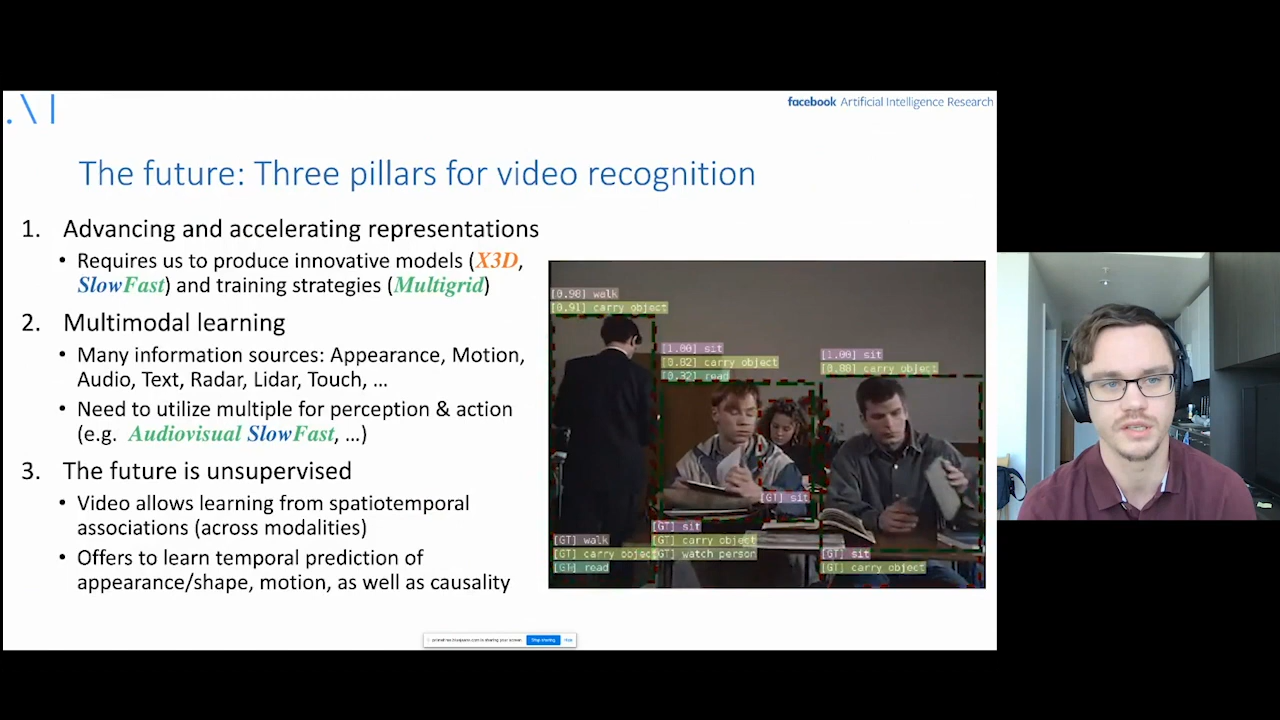 .\ |
facebook Artificial Intelligence Research
The future: Three pillars for video recognition
1. Advancing and accelerating representations
• Requires us to produce innovative models (X3D,
SlowFast) and training strategies (Multigrid)
2. Multimodal learning
• Many information sources: Appearance, Motion,
Audio, Text, Radar, Lidar, Touch, ...
• Need to utilize multiple for perception & action
(e.g. Audiovisual SlowFast, ...)
3. The future is unsupervised
• Video allows learning from spatiotemporal
associations (across modalities)
• Offers to learn temporal prediction of
appearance/shape, motion, as well as causality
[0.98] walk
[0.91] carry object
[1.00] sit
[0.82] carry object
[0.32] read
[1.00] sit
[0.88] carry object
[GT] sit
[GT] walk
[GT] carry object
[GT] read
[GT] sit
[GT] carry object
[GT] watch person
[GT] sit
[GT] carry object
is sharing your screen.
Stop sharing
Hide